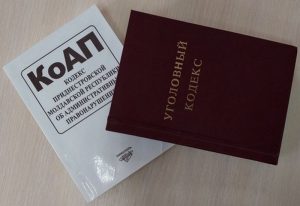 КоАП
КОДЕКС
ПРИДНЕСТРОВСКОЙ
МОЛДАВСКОЙ РЕСПУБЛИКИ
ОБ АДМИНИСТРАТИВНЫХ
ПРАВОНАРУШЕНИЯХ
УГОЛОВНЫЙ
КОДЕКС